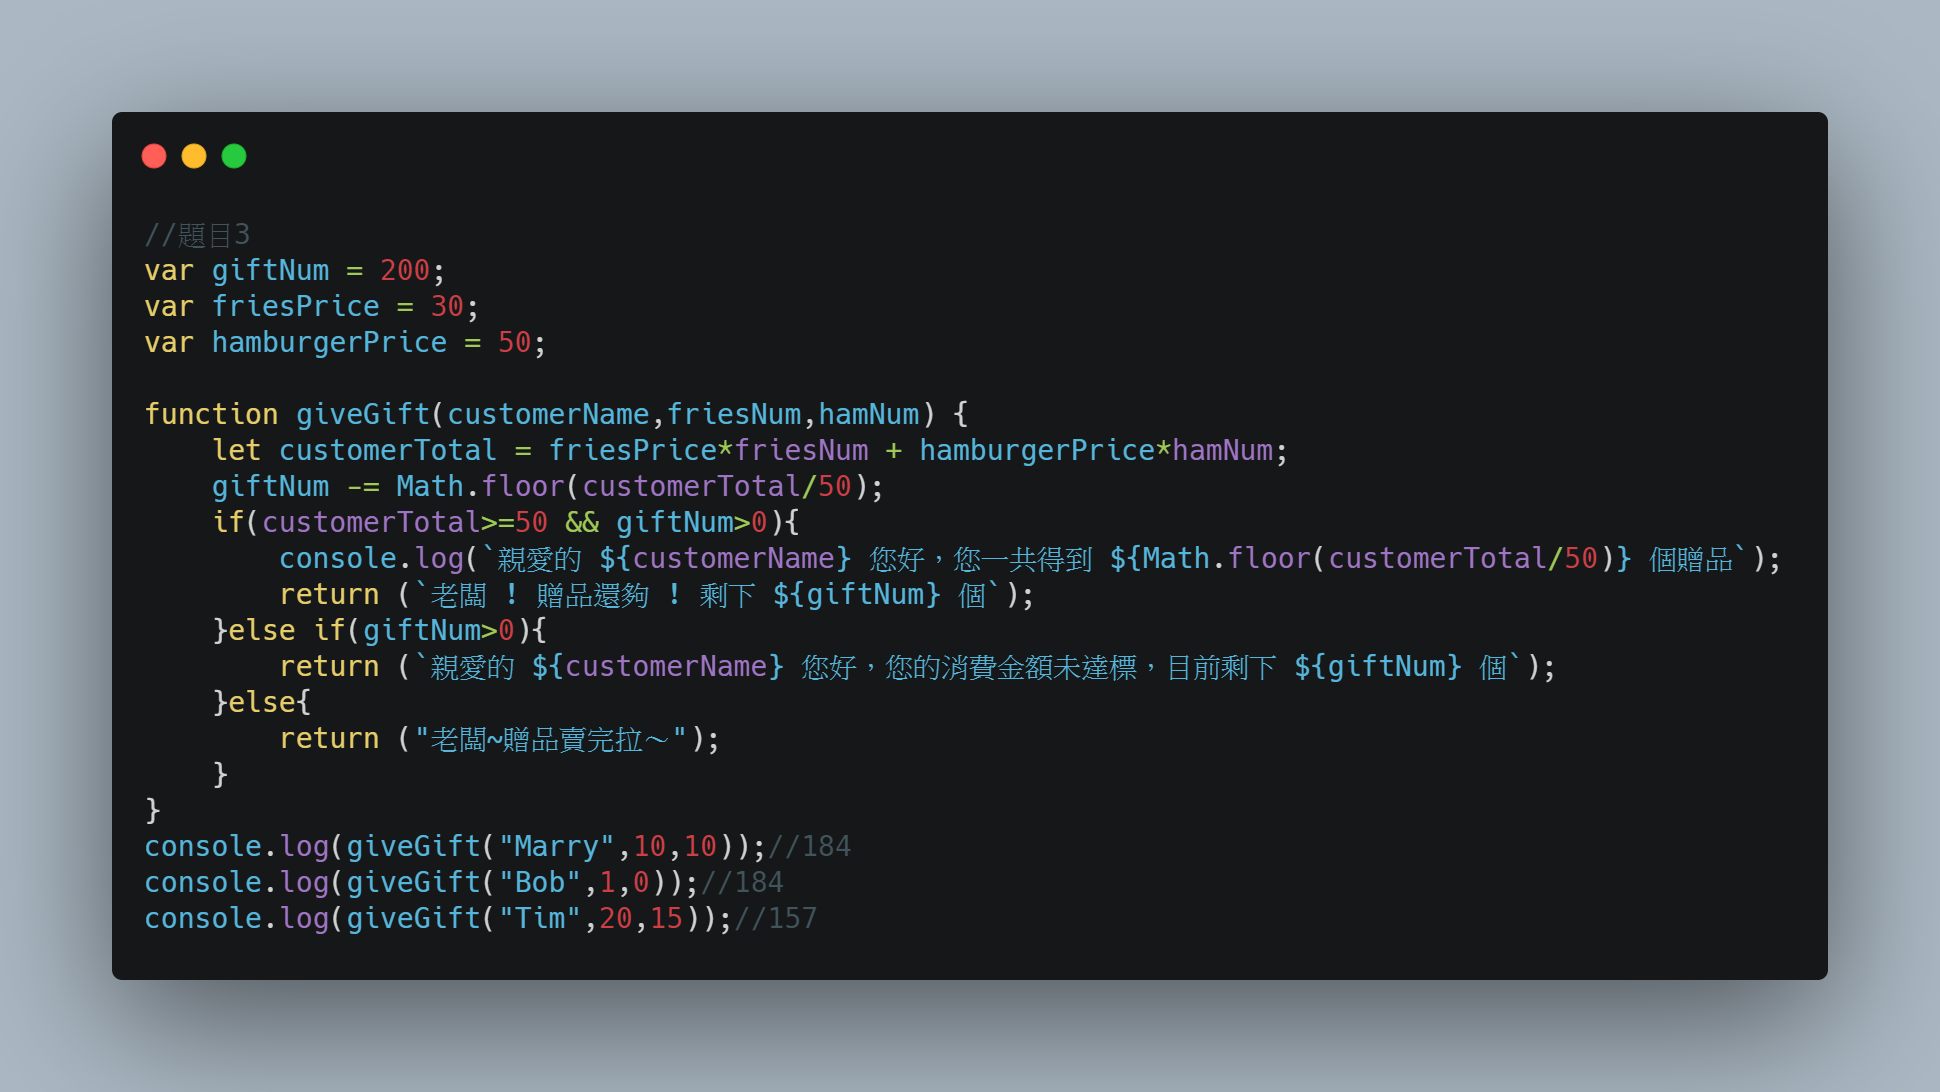 //題目3
var giftNum = 200;
var friesPrice = 30;
var hamburgerPrice = 50;
function giveGift(customerName,friesNum,hamNum) {
    let customerTotal = friesPrice*friesNum + hamburgerPrice*hamNum;
    giftNum -= Math.floor(customerTotal/50);
    if(customerTotal>=50 && giftNum>0){
        console.log(`親愛的 ${customerName} 您好，您一共得到 ${Math.floor(customerTotal/50)} 個贈品`);
        return (`老闆 ! 贈品還夠 ! 剩下 ${giftNum} 個`);
    }else if(giftNum>0){
        return (`親愛的 ${customerName} 您好，您的消費金額未達標，目前剩下 ${giftNum} 個`);
    }else{
        return ("老闆~贈品賣完拉～");
    }
}
console.log(giveGift("Marry",10,10));//184
console.log(giveGift("Bob",1,0));//184
console.log(giveGift("Tim",20,15));//157